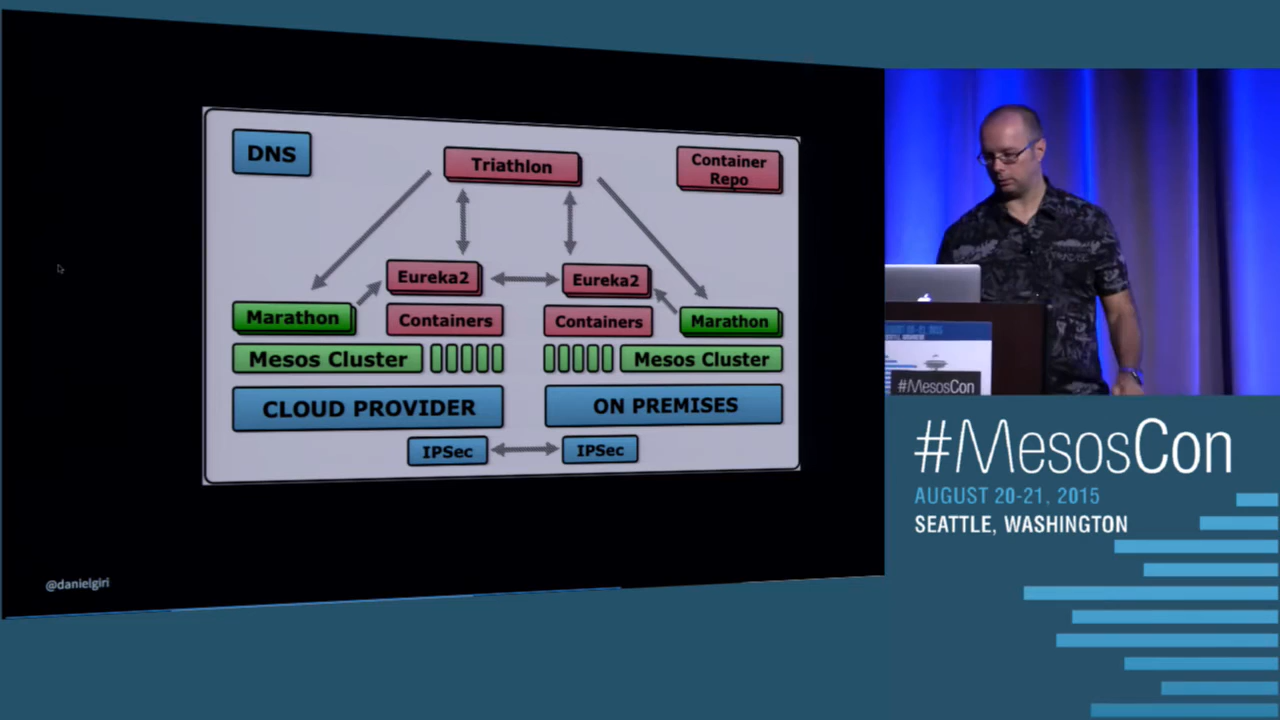 DNS
Triathlon
Container
Repo
Eureka2
Eureka2
Marathon
Containers
Containers
Marathon
Mesos Cluster
Mesos Cluster
CLOUD PROVIDER
ON PREMISES
IPSec
IPSec
@danielgiri
#MesosCon
#MesosCon
AUGUST 20-21, 2015
SEATTLE, WASHINGTON